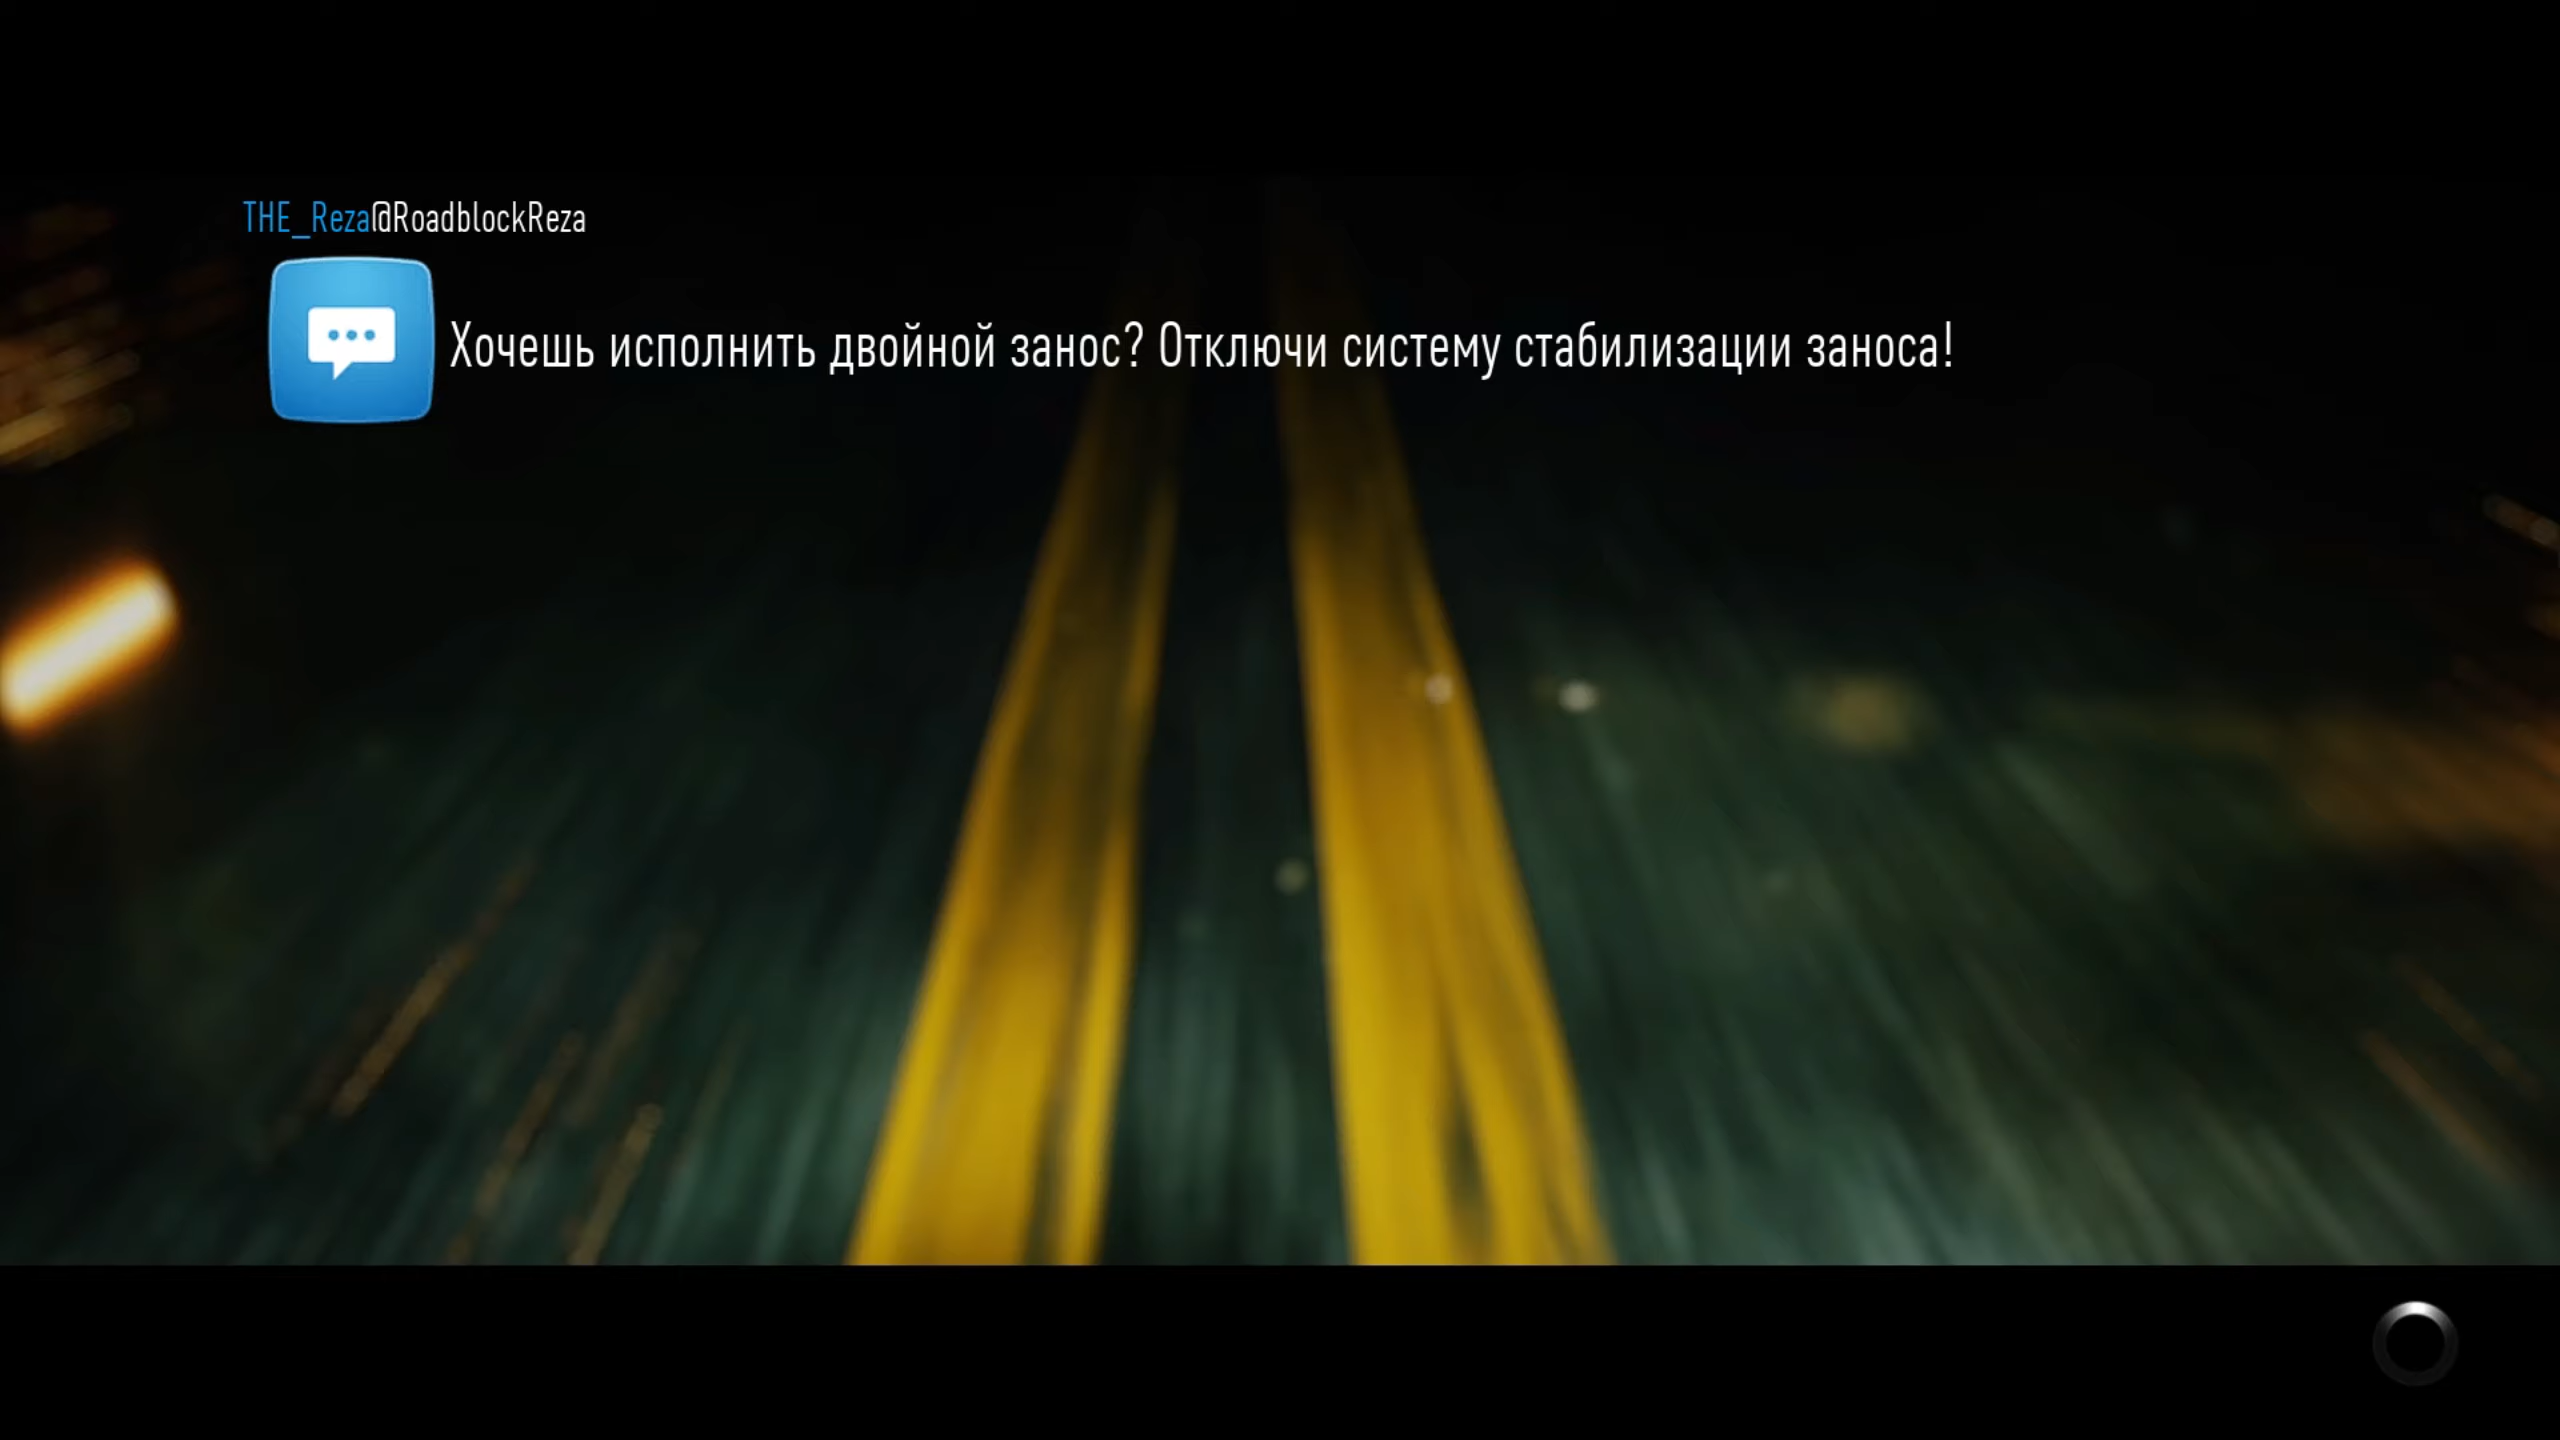 THE_Reza@RoadblockReza
Хочешь исполнить двойной занос? Отключи систему стабилизации заноса!